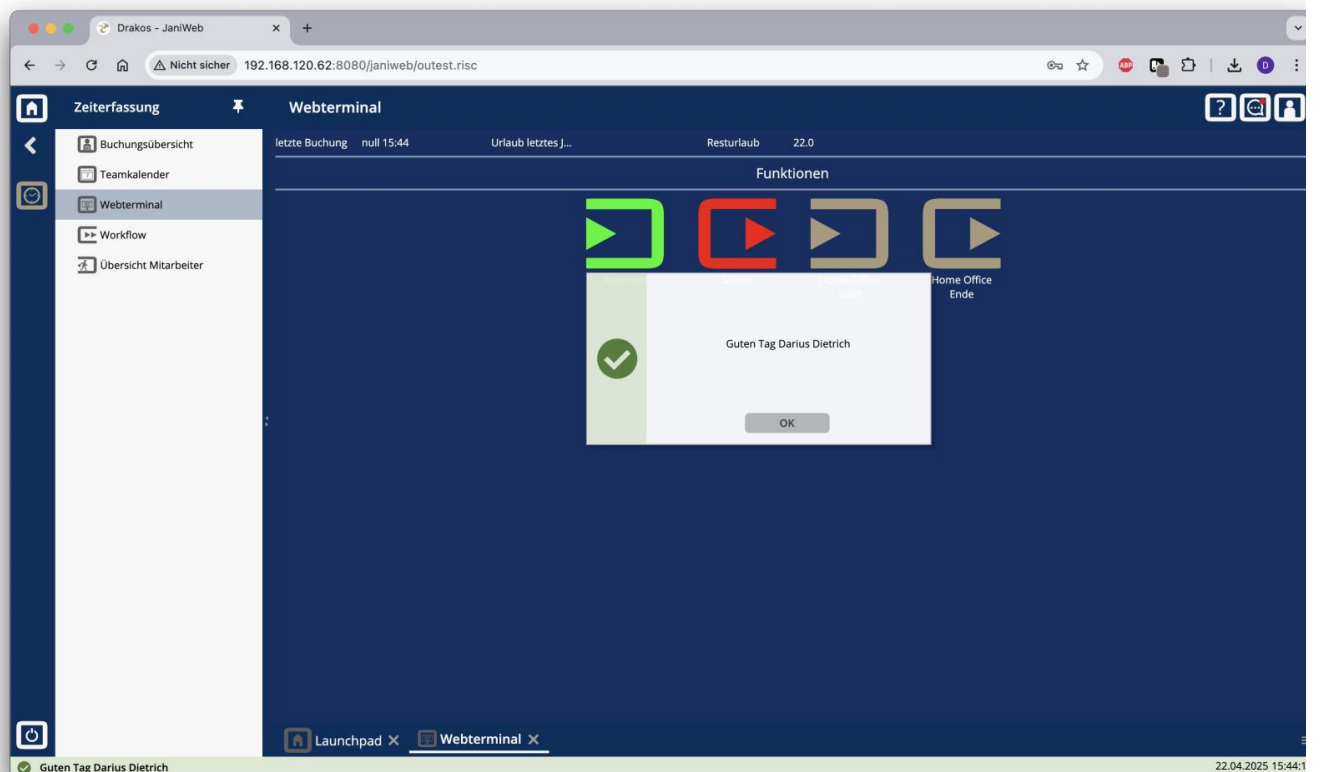 Drakos - JaniWeb
Nicht sicher 192.168.120.62:8080/janiweb/outest.risc
ABP
D
Zeiterfassung
Webterminal
?
Buchungsübersicht
Teamkalender
Webterminal
Workflow
Übersicht Mitarbeiter
letzte Buchung null 15:44 Urlaub letztes J... Resturlaub 22.0
Funktionen
Home Office
Ende
Guten Tag Darius Dietrich
OK
Launchpad
Webterminal
Guten Tag Darius Dietrich
22.04.2025 15:44:1